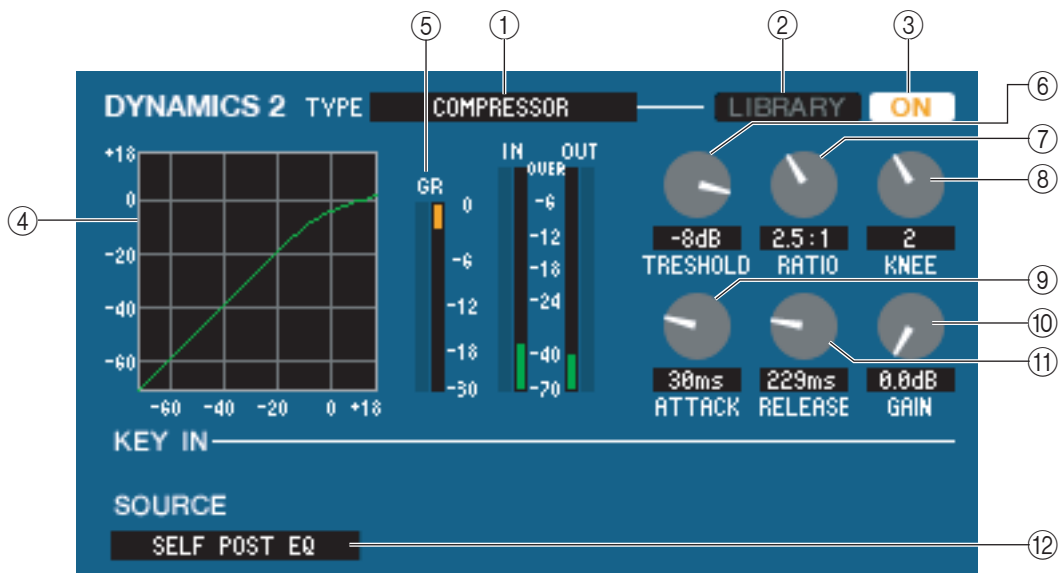 ⑤ ① ② ③
DYNAMICS 2 TYPE COMPRESSOR LIBRARY ON
⑥
⑦
⑧
④
+18
0
-20
-40
-60
-60 -40 -20 0 +18
GR
0
-6
-12
-18
-30
IN OUT
OVER
-6
-12
-18
-24
-40
-70
-8dB 2.5:1 2
TRESHOLD RATIO KNEE
⑨
⑩
⑪
30ms 229ms 0.0dB
ATTACK RELEASE GAIN
KEY IN
SOURCE
SELF POST EQ
⑫